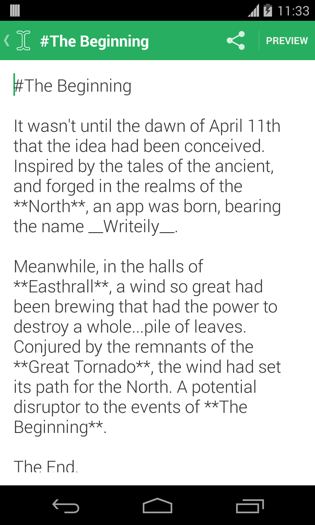 11:33
#The Beginning
PREVIEW
#The Beginning
It wasn't until the dawn of April 11th
that the idea had been conceived.
Inspired by the tales of the ancient,
and forged in the realms of the
**North**, an app was born, bearing
the name __Writeily__.
Meanwhile, in the halls of
**Easthrall**, a wind so great had
been brewing that had the power to
destroy a whole...pile of leaves.
Conjured by the remnants of the
**Great Tornado**, the wind had set
its path for the North. A potential
disruptor to the events of **The
Beginning**.
The End.